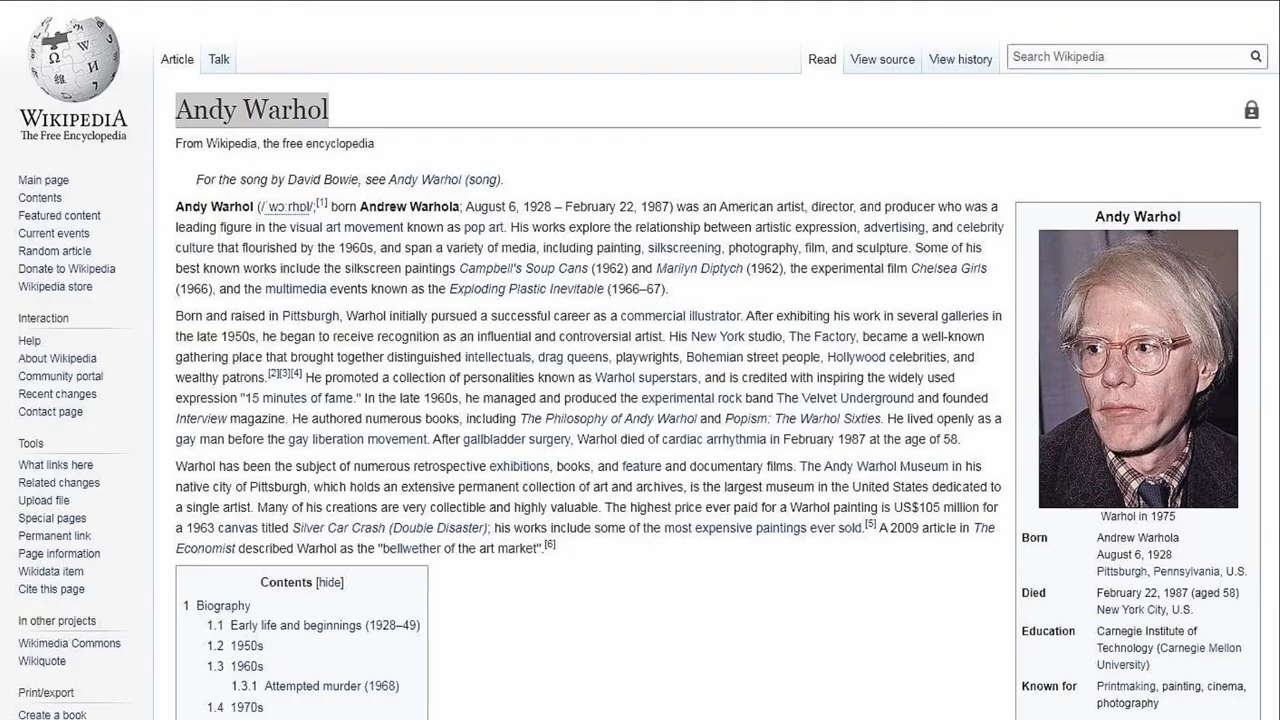 WIKIPEDIA
The Free Encyclopedia
Main page
Contents
Featured content
Current events
Random article
Donate to Wikipedia
Wikipedia store
Interaction
Help
About Wikipedia
Community portal
Recent changes
Contact page
Tools
What links here
Related changes
Upload file
Special pages
Permanent link
Page information
Wikidata item
Cite this page
In other projects
Wikimedia Commons
Wikiquote
Print/export
Create a book
Article
Talk
Read
View source
View history
Search Wikipedia
Andy Warhol
From Wikipedia, the free encyclopedia
For the song by David Bowie, see Andy Warhol (song).
Andy Warhol (/ˈwɔːrhɒl/;[1] born Andrew Warhola; August 6, 1928 – February 22, 1987) was an American artist, director, and producer who was a
leading figure in the visual art movement known as pop art. His works explore the relationship between artistic expression, advertising, and celebrity
culture that flourished by the 1960s, and span a variety of media, including painting, silkscreening, photography, film, and sculpture. Some of his
best known works include the silkscreen paintings Campbell's Soup Cans (1962) and Marilyn Diptych (1962), the experimental film Chelsea Girls
(1966), and the multimedia events known as the Exploding Plastic Inevitable (1966–67).
Born and raised in Pittsburgh, Warhol initially pursued a successful career as a commercial illustrator. After exhibiting his work in several galleries in
the late 1950s, he began to receive recognition as an influential and controversial artist. His New York studio, The Factory, became a well-known
gathering place that brought together distinguished intellectuals, drag queens, playwrights, Bohemian street people, Hollywood celebrities, and
wealthy patrons.[2][3][4] He promoted a collection of personalities known as Warhol superstars, and is credited with inspiring the widely used
expression "15 minutes of fame." In the late 1960s, he managed and produced the experimental rock band The Velvet Underground and founded
Interview magazine. He authored numerous books, including The Philosophy of Andy Warhol and Popism: The Warhol Sixties. He lived openly as a
gay man before the gay liberation movement. After gallbladder surgery, Warhol died of cardiac arrhythmia in February 1987 at the age of 58.
Warhol has been the subject of numerous retrospective exhibitions, books, and feature and documentary films. The Andy Warhol Museum in his
native city of Pittsburgh, which holds an extensive permanent collection of art and archives, is the largest museum in the United States dedicated to
a single artist. Many of his creations are very collectible and highly valuable. The highest price ever paid for a Warhol painting is US$105 million for
a 1963 canvas titled Silver Car Crash (Double Disaster); his works include some of the most expensive paintings ever sold.[5] A 2009 article in The
Economist described Warhol as the "bellwether of the art market".[6]
Contents [hide]
1 Biography
1.1 Early life and beginnings (1928–49)
1.2 1950s
1.3 1960s
1.3.1 Attempted murder (1968)
1.4 1970s
Andy Warhol
Warhol in 1975
Born Andrew Warhola
August 6, 1928
Pittsburgh, Pennsylvania, U.S.
Died February 22, 1987 (aged 58)
New York City, U.S.
Education Carnegie Institute of
Technology (Carnegie Mellon
University)
Known for Printmaking, painting, cinema,
photography